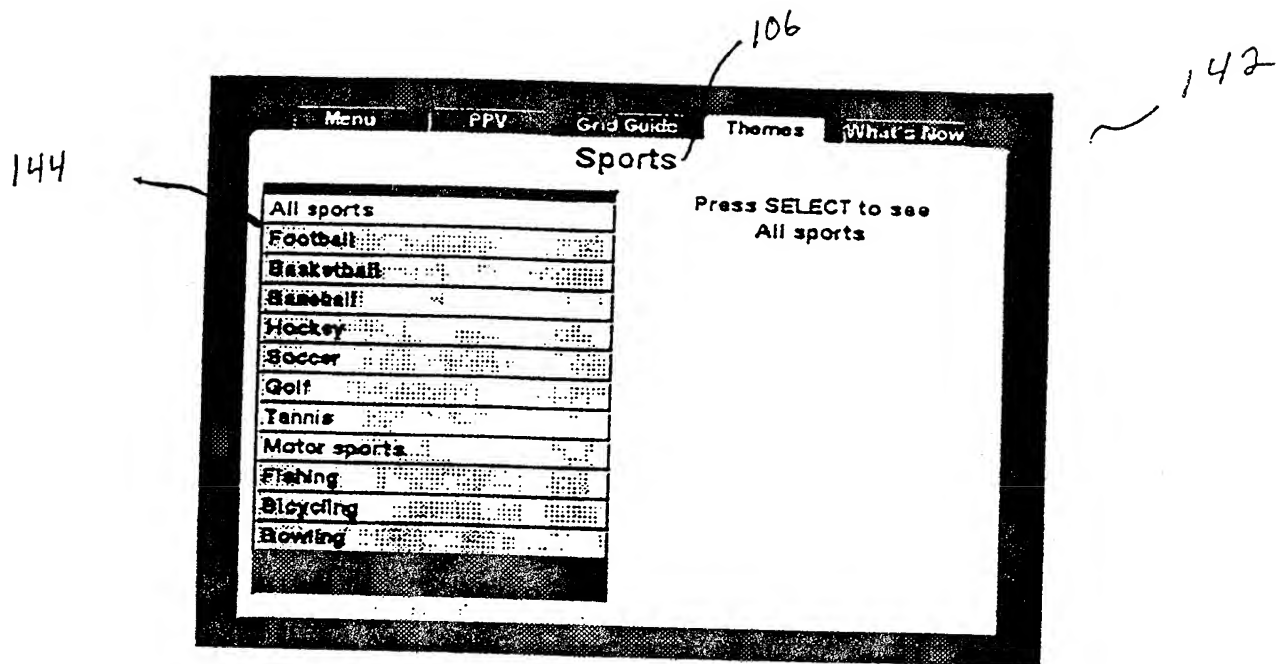 106
142
Menu PPV Grid Guide Themes What's Now
Sports
144
All sports
Press SELECT to see
All sports
Football
Basketball
Baseball
Hockey
Soccer
Golf
Tennis
Motor sports
Fishing
Bicycling
Bowling